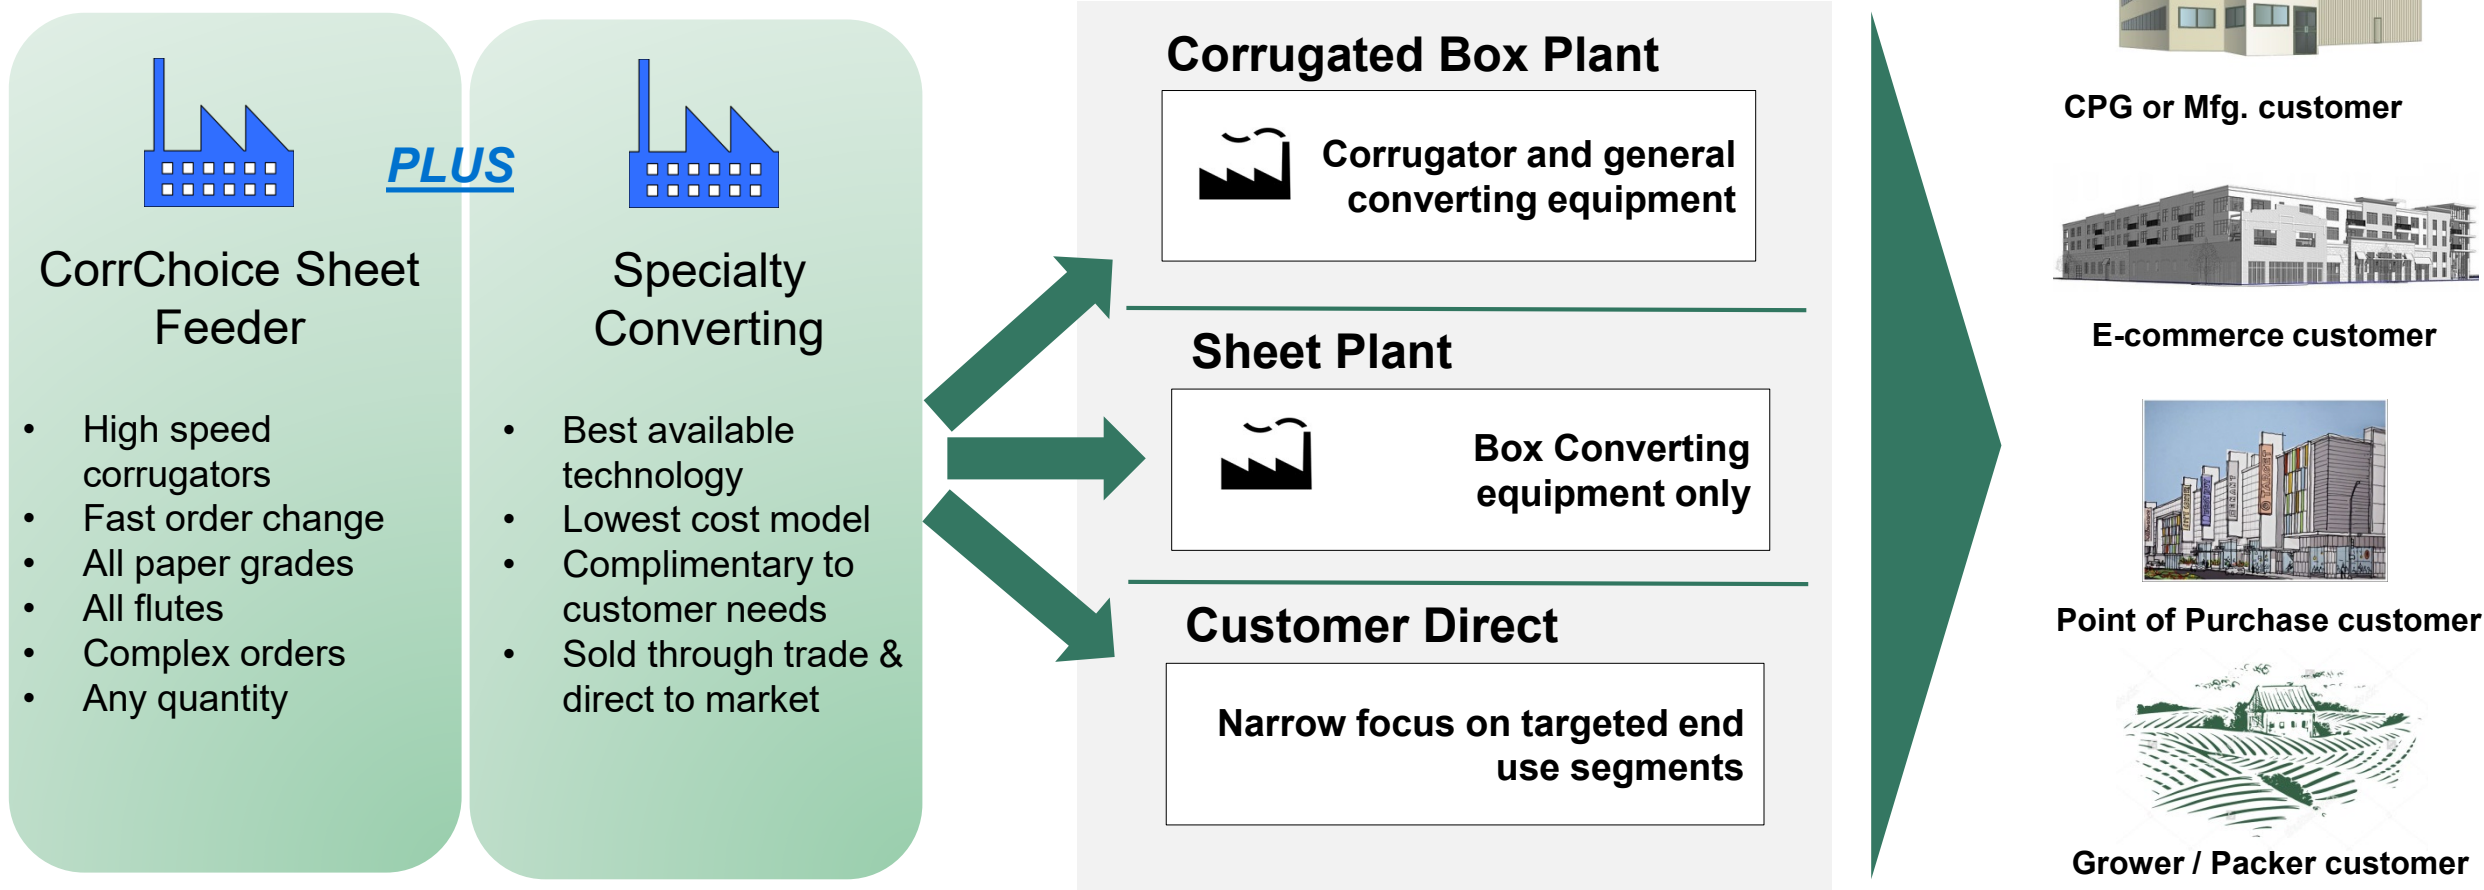 PLUS
CorrChoice Sheet
Feeder
• High speed
corrugators
• Fast order change
• All paper grades
• All flutes
• Complex orders
• Any quantity
Specialty
Converting
• Best available
technology
• Lowest cost model
• Complimentary to
customer needs
• Sold through trade &
direct to market
Corrugated Box Plant
Corrugator and general
converting equipment
Sheet Plant
Box Converting
equipment only
Customer Direct
Narrow focus on targeted end
use segments
CPG or Mfg. customer
E-commerce customer
TARGET
Point of Purchase customer
Grower / Packer customer